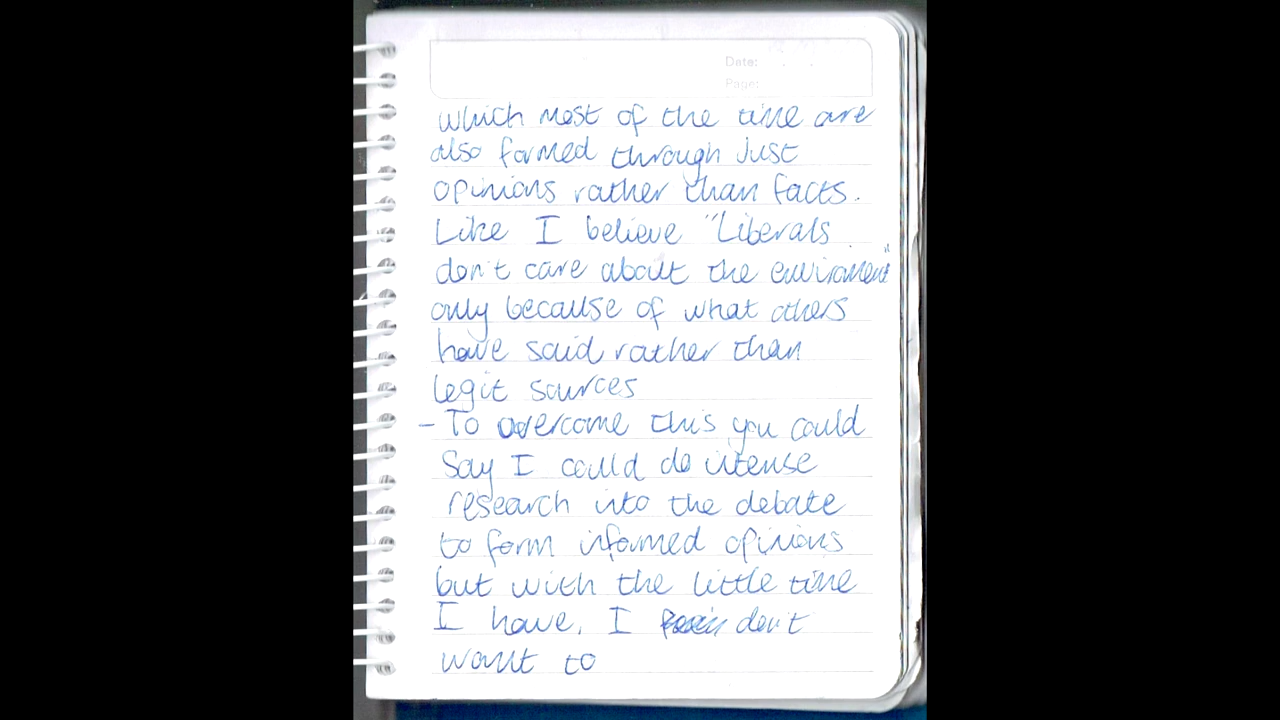 Date:
Page:
which most of the time are
also formed through just
opinions rather than facts.
Like I believe "Liberals
don't care about the enviroment"
only because of what others
have said rather than
legit sources
- To overcome this you could
say I could do intense
research into the debate
to form informed opinions
but with the little time
I have, I don't
want to